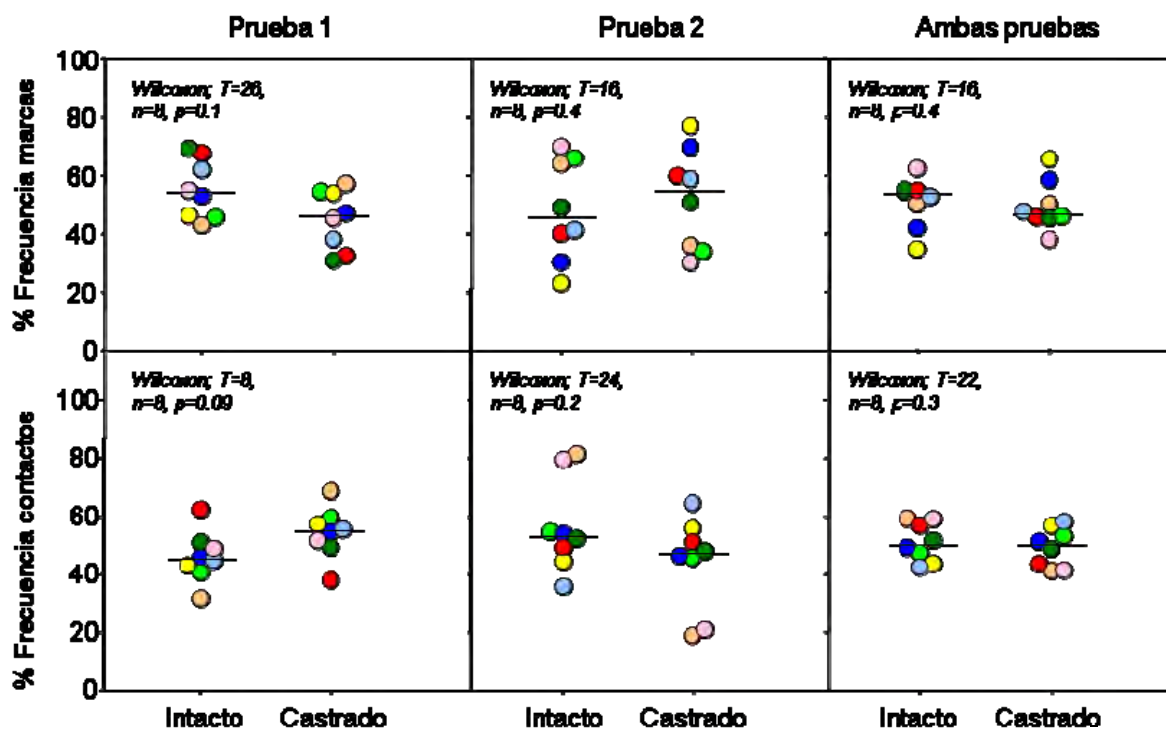 Prueba 1
Prueba 2
Ambas pruebas
% Frecuencia marcas
100
80
60
40
20
0
Wilcoxon; T=26,
n=8, p=0.1
Wilcoxon; T=16,
n=8, p=0.4
Wilcoxon; T=16,
n=8, p=0.4
% Frecuencia contactos
100
80
60
40
20
0
Wilcoxon; T=8,
n=8, p=0.09
Wilcoxon; T=24,
n=8, p=0.2
Wilcoxon; T=22,
n=8, p=0.3
Intacto Castrado
Intacto Castrado
Intacto Castrado